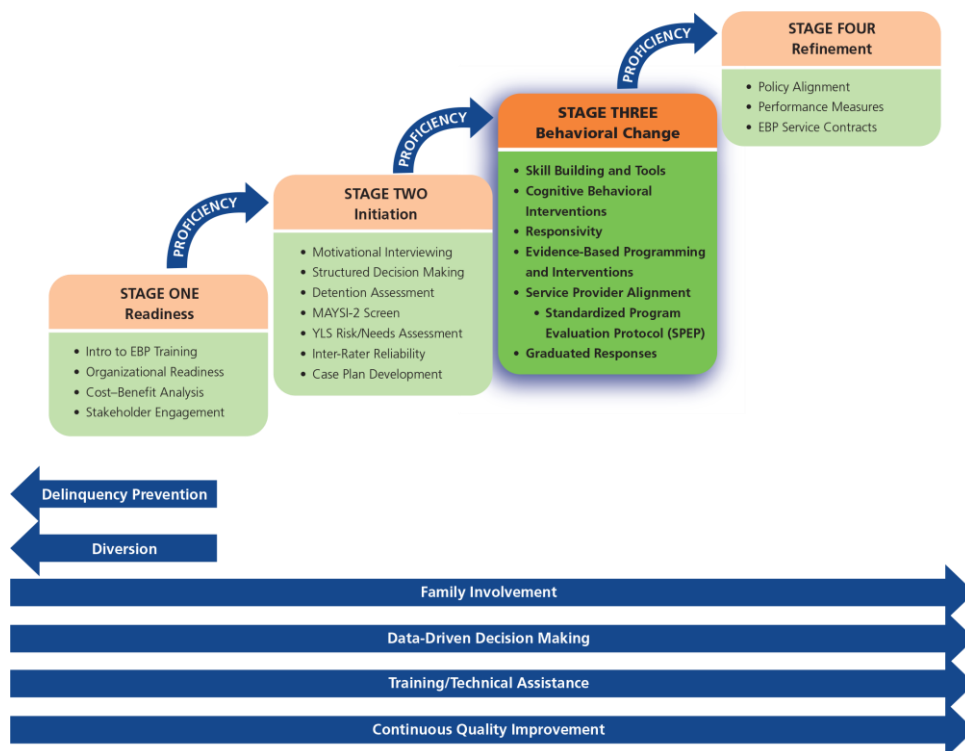 STAGE ONE
Readiness
• Intro to EBP Training
• Organizational Readiness
• Cost–Benefit Analysis
• Stakeholder Engagement
PROFICIENCY
STAGE TWO
Initiation
• Motivational Interviewing
• Structured Decision Making
• Detention Assessment
• MAYSI-2 Screen
• YLS Risk/Needs Assessment
• Inter-Rater Reliability
• Case Plan Development
PROFICIENCY
STAGE THREE
Behavioral Change
• Skill Building and Tools
• Cognitive Behavioral
Interventions
• Responsivity
• Evidence-Based Programming
and Interventions
• Service Provider Alignment
• Standardized Program
Evaluation Protocol (SPEP)
• Graduated Responses
PROFICIENCY
STAGE FOUR
Refinement
• Policy Alignment
• Performance Measures
• EBP Service Contracts
Delinquency Prevention
Diversion
Family Involvement
Data-Driven Decision Making
Training/Technical Assistance
Continuous Quality Improvement